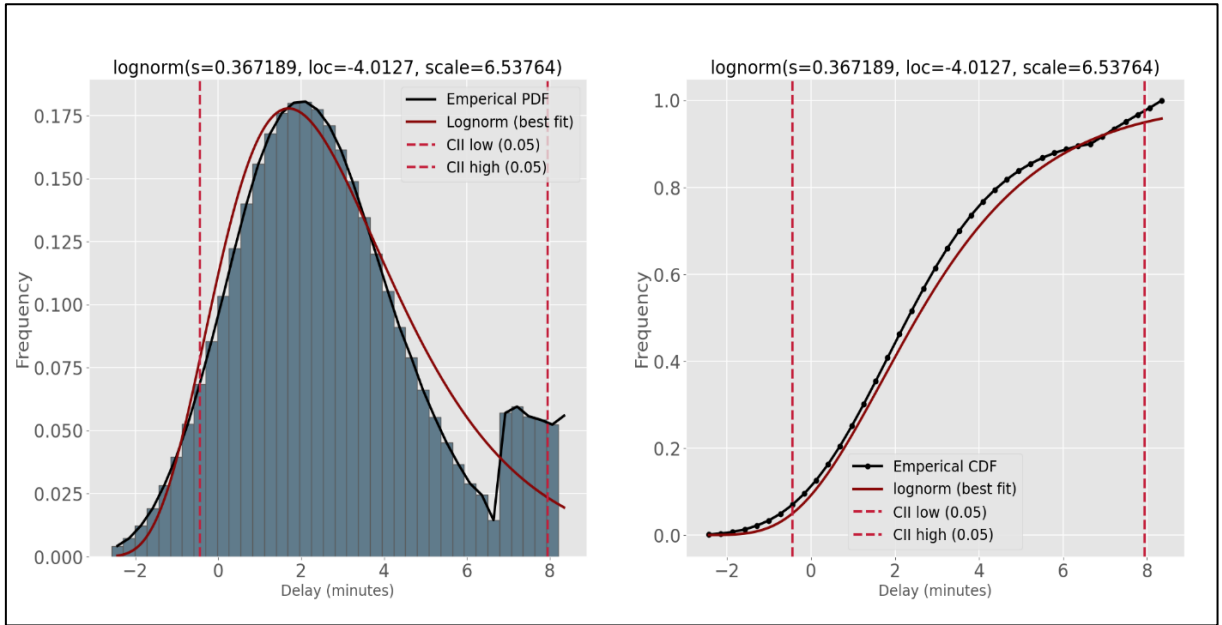 lognorm(s=0.367189, loc=-4.0127, scale=6.53764)
Emperical PDF
Lognorm (best fit)
CII low (0.05)
CII high (0.05)
Frequency
0.175
0.150
0.125
0.100
0.075
0.050
0.025
0.000
−2 0 2 4 6 8
Delay (minutes)
lognorm(s=0.367189, loc=-4.0127, scale=6.53764)
Frequency
1.0
0.8
0.6
0.4
0.2
0.0
Emperical CDF
lognorm (best fit)
CII low (0.05)
CII high (0.05)
−2 0 2 4 6 8
Delay (minutes)